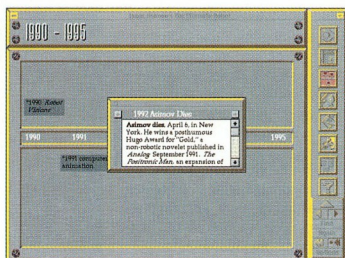 1990 - 1995
*1990 Robot
Visions
1990 1991
1995
*1991 computer
animation
1992 Asimov Dies
Asimov dies, April 6, in New
York. He wins a posthumous
Hugo Award for "Gold," a
non-robotic novelet published in
Analog September 1991. The
Positronic Man, an expansion of